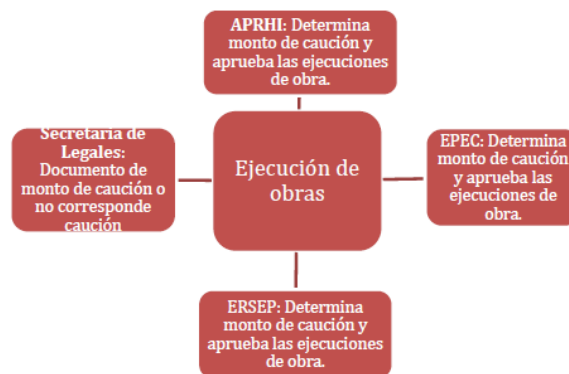 APRHI: Determina
monto de caución y
aprueba las ejecuciones
de obra.
Secretaria de
Legales:
Documento de
monto de caución o
no corresponde
caución
Ejecución de
obras
EPEC: Determina
monto de caución
y aprueba las
ejecuciones de
obra.
ERSEP: Determina
monto de caución y
aprueba las ejecuciones
de obra.